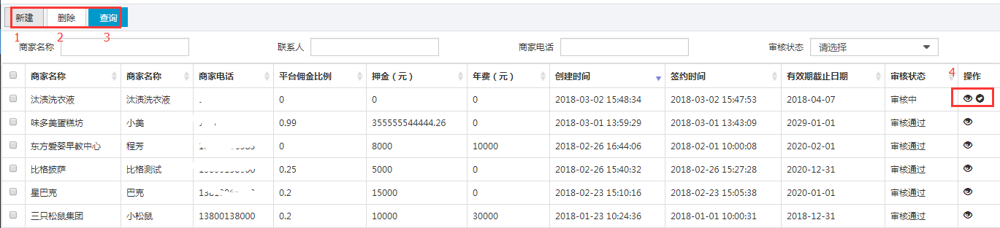 新建 删除 查询
1 2 3
商家名称 联系人 商家电话 审核状态 请选择
4
商家名称 商家名称 商家电话 平台佣金比例 押金（元） 年费（元） 创建时间 签约时间 有效期截止日期 审核状态 操作
汰渍洗衣液 汰渍洗衣液 0 0 0 2018-03-02 15:48:34 2018-03-02 15:47:53 2018-04-07 审核中
味多美蛋糕坊 小美 0.99 355555544444.26 0 2018-03-01 13:59:29 2018-03-01 13:43:09 2029-01-01 审核通过
东方爱婴早教中心 程芳 0 8000 10000 2018-02-26 16:44:06 2018-02-01 10:00:08 2020-02-01 审核通过
比格披萨 比格测试 0.25 5000 0 2018-02-26 15:40:32 2018-02-26 15:27:28 2020-12-31 审核通过
星巴克 巴克 0.2 15000 0 2018-02-23 15:10:16 2018-02-23 15:05:38 2020-01-01 审核通过
三只松鼠集团 小松鼠 13800138000 0.2 10000 30000 2018-01-23 10:24:36 2018-01-01 10:00:31 2018-12-31 审核通过